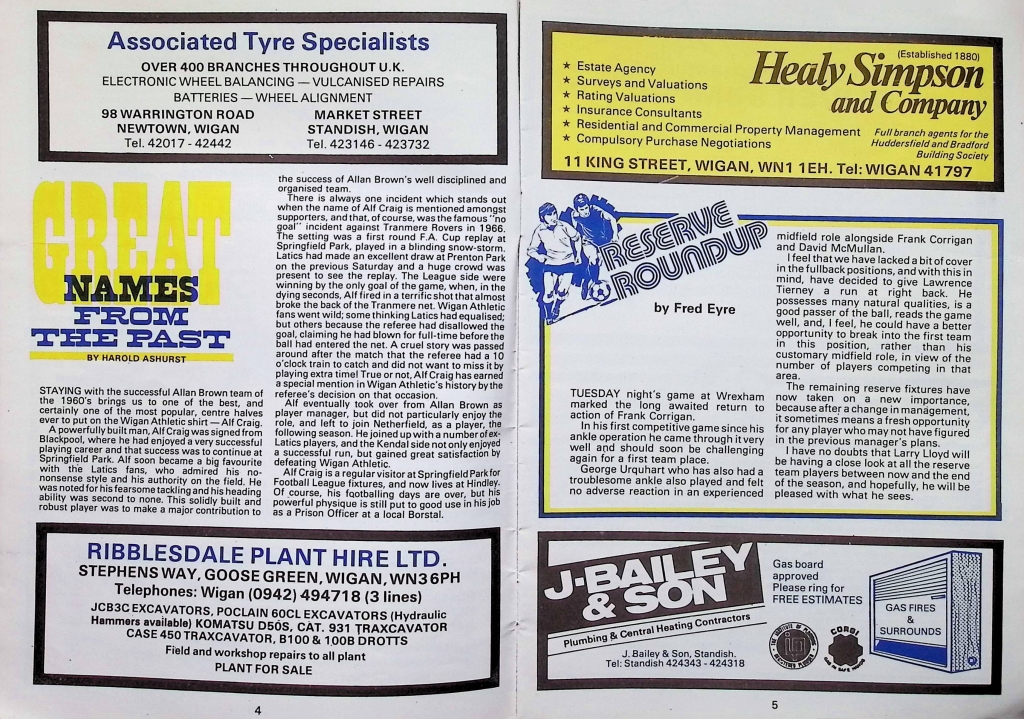 Associated Tyre Specialists
OVER 400 BRANCHES THROUGHOUT U.K.
ELECTRONIC WHEEL BALANCING — VULCANISED REPAIRS
BATTERIES — WHEEL ALIGNMENT
98 WARRINGTON ROAD
NEWTOWN, WIGAN
Tel. 42017 - 42442
MARKET STREET
STANDISH, WIGAN
Tel. 423146 - 423732
GREAT
NAMES
FROM
THE PAST
BY HAROLD ASHURST
STAYING with the successful Allan Brown team of
the 1960's brings us to one of the best, and
certainly one of the most popular, centre halves
ever to put on the Wigan Athletic shirt — Alf Craig.
A powerfully built man, Alf Craig was signed from
Blackpool, where he had enjoyed a very successful
playing career and that success was to continue at
Springfield Park. Alf soon became a big favourite
with the Latics fans, who admired his no-
nonsense style and his authority on the field. He
was noted for his fearsome tackling and his heading
ability was second to none. This solidly built and
robust player was to make a major contribution to
the success of Allan Brown's well disciplined and
organised team.
There is always one incident which stands out
when the name of Alf Craig is mentioned amongst
supporters, and that, of course, was the famous "no
goal" incident against Tranmere Rovers in 1966.
The setting was a first round F.A. Cup replay at
Springfield Park, played in a blinding snow-storm.
Latics had made an excellent draw at Prenton Park
on the previous Saturday and a huge crowd was
present to see the replay. The League side were
winning by the only goal of the game, when, in the
dying seconds, Alf fired in a terrific shot that almost
broke the back of the Tranmere net. Wigan Athletic
fans went wild; some thinking Latics had equalised;
but others because the referee had disallowed the
goal, claiming he had blown for full-time before the
ball had entered the net. A cruel story was passed
around after the match that the referee had a 10
o'clock train to catch and did not want to miss it by
playing extra time! True or not, Alf Craig has earned
a special mention in Wigan Athletic's history by the
referee's decision on that occasion.
Alf eventually took over from Allan Brown as
player manager, but did not particularly enjoy the
role, and left to join Netherfield, as a player, the
following season. He joined up with a number of ex-
Latics players, and the Kendal side not only enjoyed
a successful run, but gained great satisfaction by
defeating Wigan Athletic.
Alf Craig is a regular visitor at Springfield Park for
Football League fixtures, and now lives at Hindley.
Of course, his footballing days are over, but his
powerful physique is still put to good use in his job
as a Prison Officer at a local Borstal.
RIBBLESDALE PLANT HIRE LTD.
STEPHENS WAY, GOOSE GREEN, WIGAN, WN3 6PH
Telephones: Wigan (0942) 494718 (3 lines)
JCB3C EXCAVATORS, POCLAIN 60CL EXCAVATORS (Hydraulic
Hammers available) KOMATSU D50S, CAT. 931 TRAXCAVATOR
CASE 450 TRAXCAVATOR, B100 & 100B DROTTS
Field and workshop repairs to all plant
PLANT FOR SALE
4
★ Estate Agency
★ Surveys and Valuations
★ Rating Valuations
★ Insurance Consultants
★ Residential and Commercial Property Management
★ Compulsory Purchase Negotiations
(Established 1880)
Healy Simpson
and Company
Full branch agents for the
Huddersfield and Bradford
Building Society
11 KING STREET, WIGAN, WN1 1EH. Tel: WIGAN 41797
RESERVE
ROUNDUP
by Fred Eyre
TUESDAY night's game at Wrexham
marked the long awaited return to
action of Frank Corrigan.
In his first competitive game since his
ankle operation he came through it very
well and should soon be challenging
again for a first team place.
George Urquhart who has also had a
troublesome ankle also played and felt
no adverse reaction in an experienced
midfield role alongside Frank Corrigan
and David McMullan.
I feel that we have lacked a bit of cover
in the fullback positions, and with this in
mind, have decided to give Lawrence
Tierney a run at right back. He
possesses many natural qualities, is a
good passer of the ball, reads the game
well, and, I feel, he could have a better
opportunity to break into the first team
in this position, rather than his
customary midfield role, in view of the
number of players competing in that
area.
The remaining reserve fixtures have
now taken on a new importance,
because after a change in management,
it sometimes means a fresh opportunity
for any player who may not have figured
in the previous manager's plans.
I have no doubts that Larry Lloyd will
be having a close look at all the reserve
team players between now and the end
of the season, and hopefully, he will be
pleased with what he sees.
J·BAILEY
& SON
Plumbing & Central Heating Contractors
J. Bailey & Son, Standish.
Tel: Standish 424343 - 424318
Gas board
approved
Please ring for
FREE ESTIMATES
CORGI
GAS FIRES
&
SURROUNDS
5